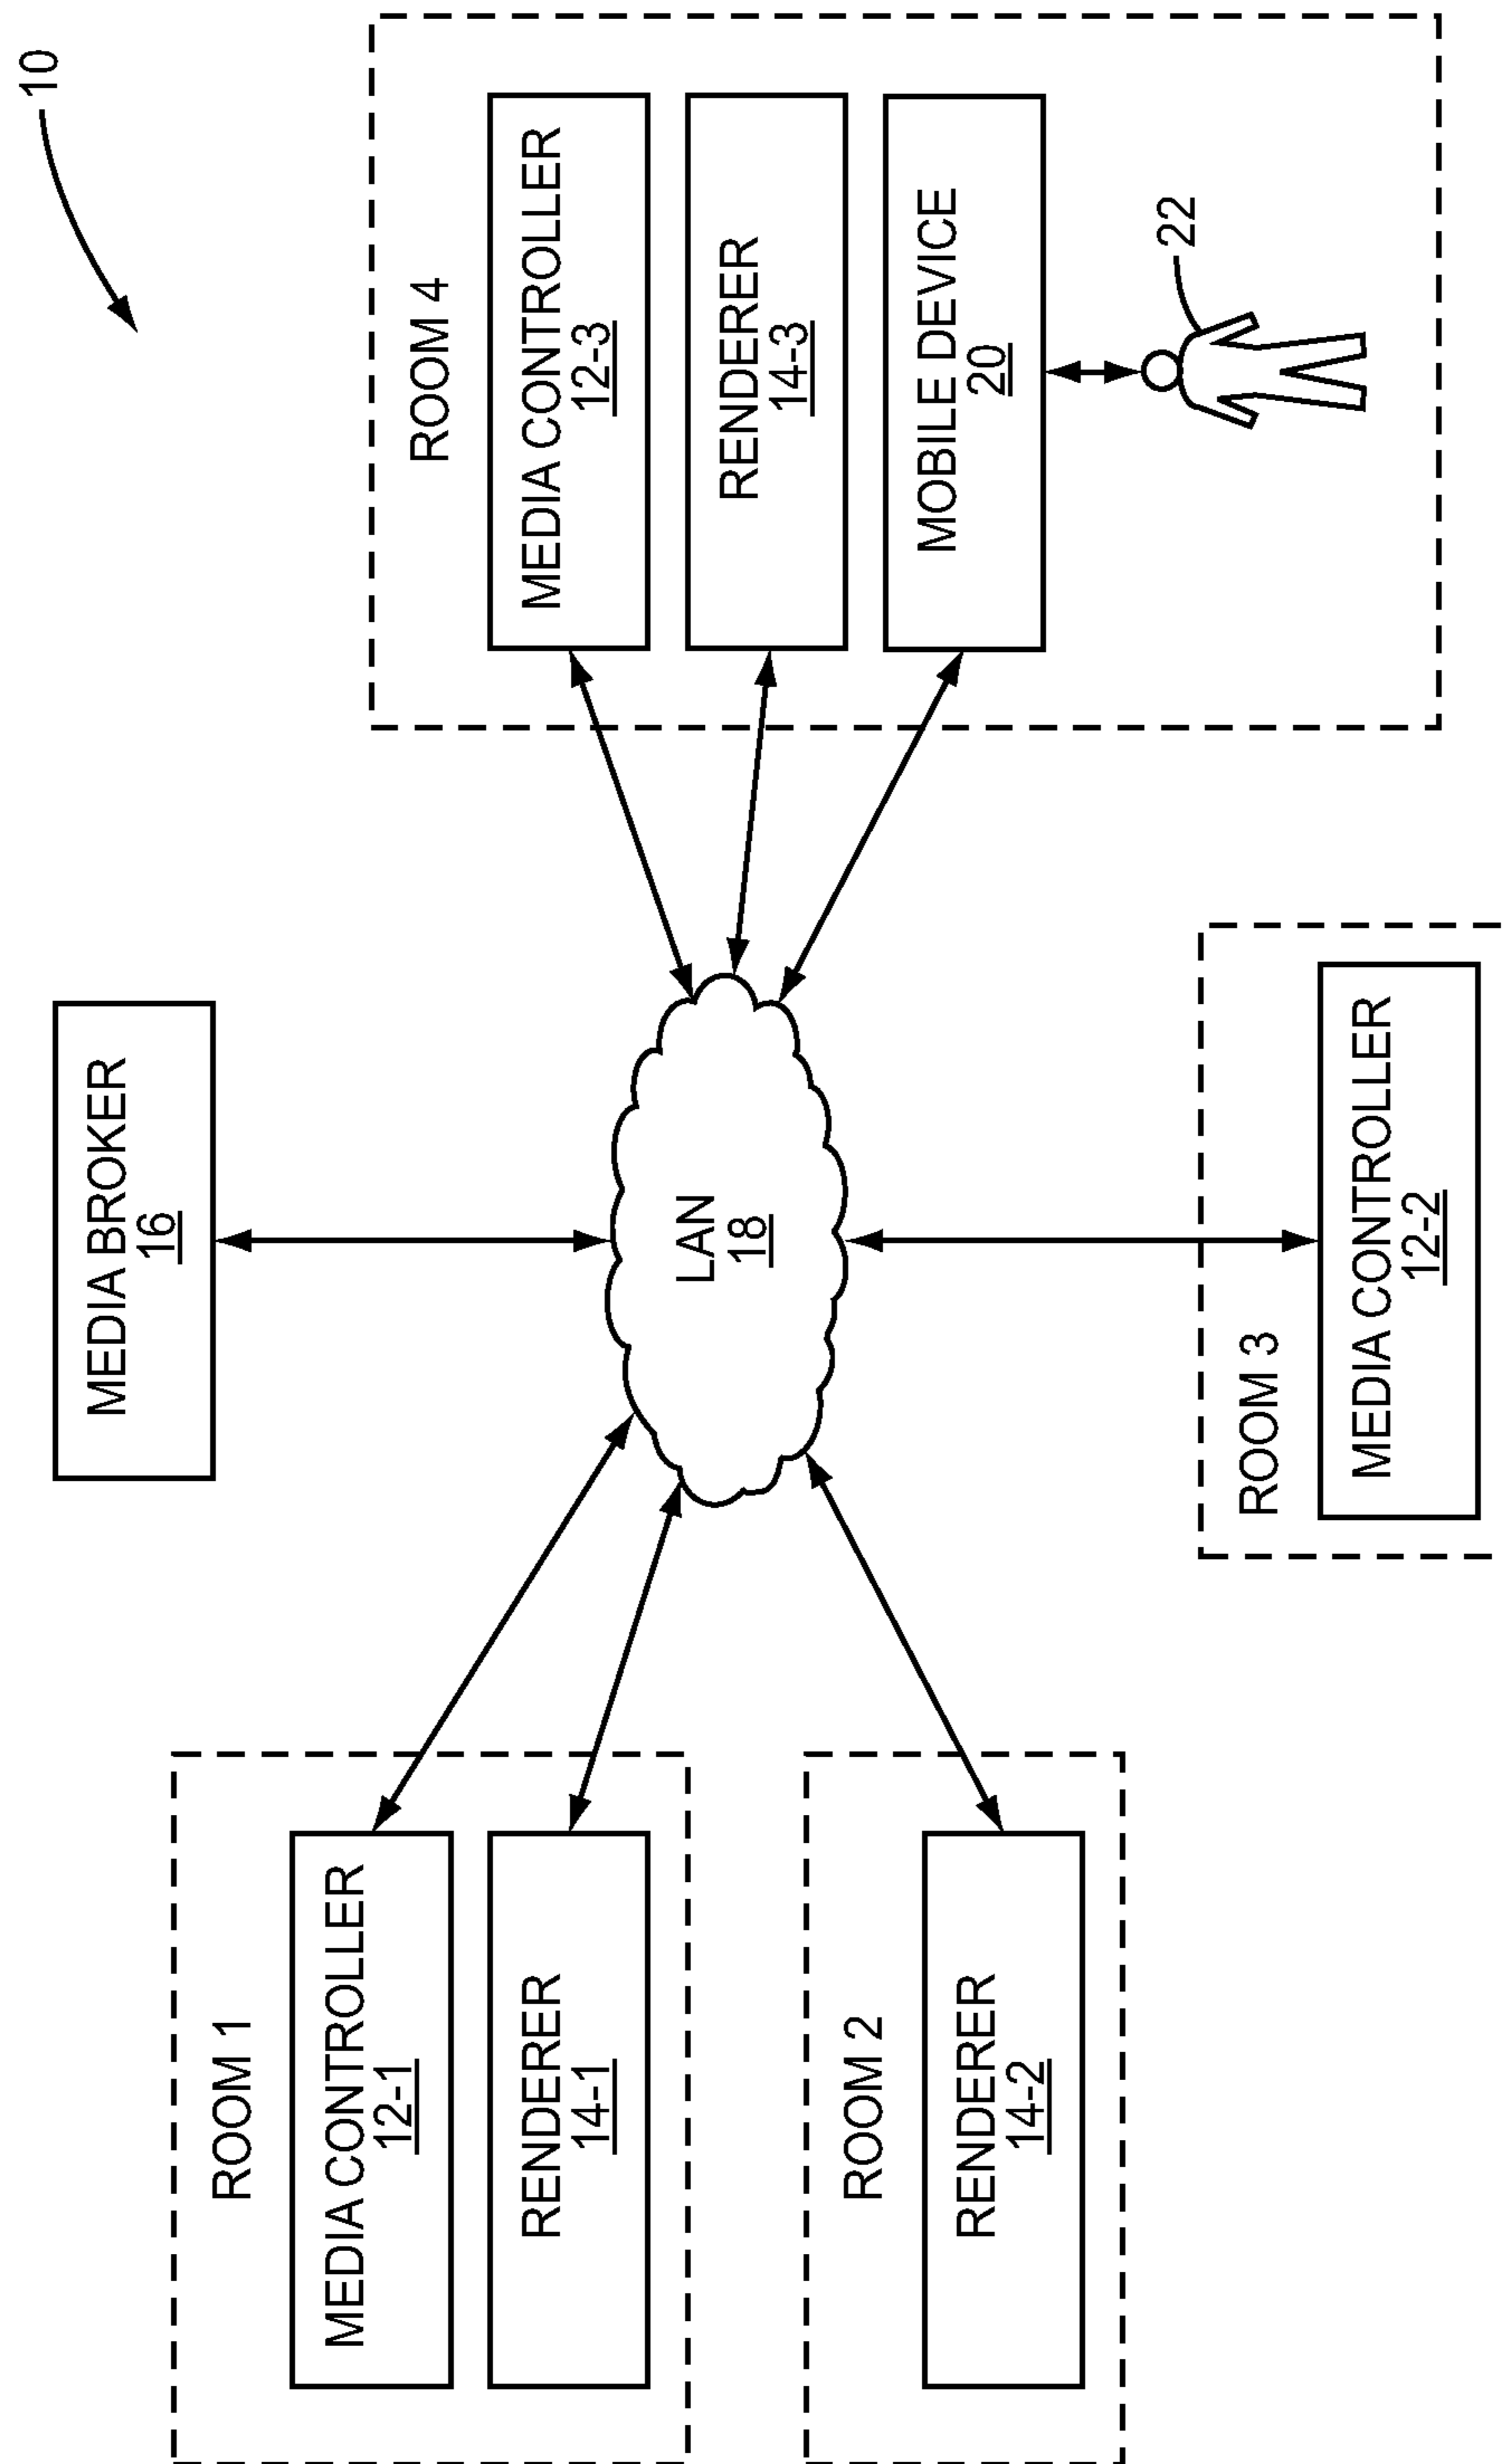 10
MEDIA BROKER
16
ROOM 1
MEDIA CONTROLLER
12-1
RENDERER
14-1
ROOM 2
RENDERER
14-2
LAN
18
ROOM 3
MEDIA CONTROLLER
12-2
ROOM 4
MEDIA CONTROLLER
12-3
RENDERER
14-3
MOBILE DEVICE
20
22